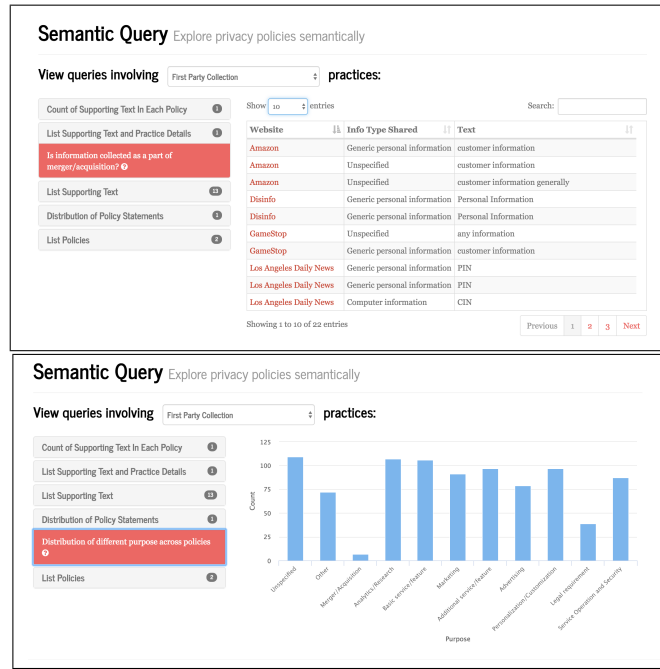 Semantic Query Explore privacy policies semantically
View queries involving First Party Collection practices:
Count of Supporting Text In Each Policy 1
List Supporting Text and Practice Details 1
Is information collected as a part of
merger/acquisition?
List Supporting Text 13
Distribution of Policy Statements 1
List Policies 2
Show 10 entries Search:
Website Info Type Shared Text
Amazon Generic personal information customer information
Amazon Unspecified customer information
Amazon Unspecified customer information generally
Disinfo Generic personal information Personal Information
Disinfo Generic personal information Personal Information
GameStop Unspecified any information
GameStop Generic personal information customer information
Los Angeles Daily News Generic personal information PIN
Los Angeles Daily News Generic personal information PIN
Los Angeles Daily News Computer information CIN
Showing 1 to 10 of 22 entries Previous 1 2 3 Next
Semantic Query Explore privacy policies semantically
View queries involving First Party Collection practices:
Count of Supporting Text In Each Policy 1
List Supporting Text and Practice Details 1
List Supporting Text 13
Distribution of Policy Statements 1
Distribution of different purpose across policies
List Policies 2
125
100
75
50
25
0
Count
Unspecified
Other
Merger/Acquisition
Analytics/Research
Basic service/feature
Marketing
Additional service/feature
Advertising
Personalization/Customization
Legal requirement
Service Operation and Security
Purpose